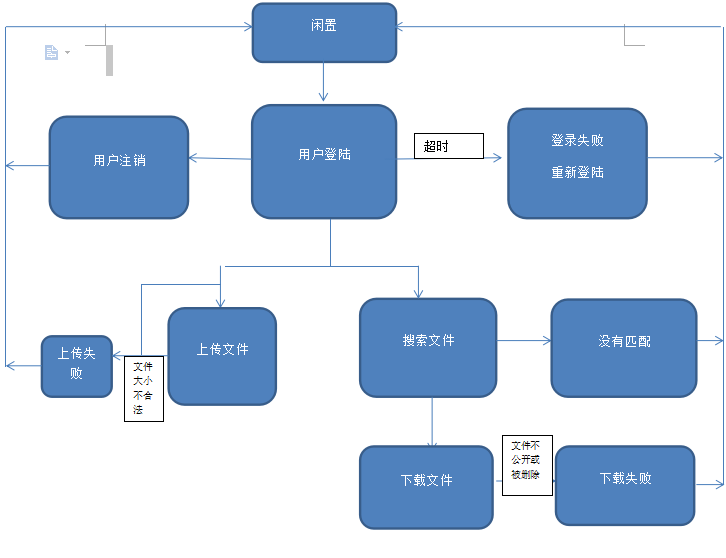 闲置
用户注销
用户登陆
超时
登录失败
重新登陆
上传失
败
文件
大小
不合
法
上传文件
搜索文件
没有匹配
下载文件
文件不
公开或
被删除
下载失败